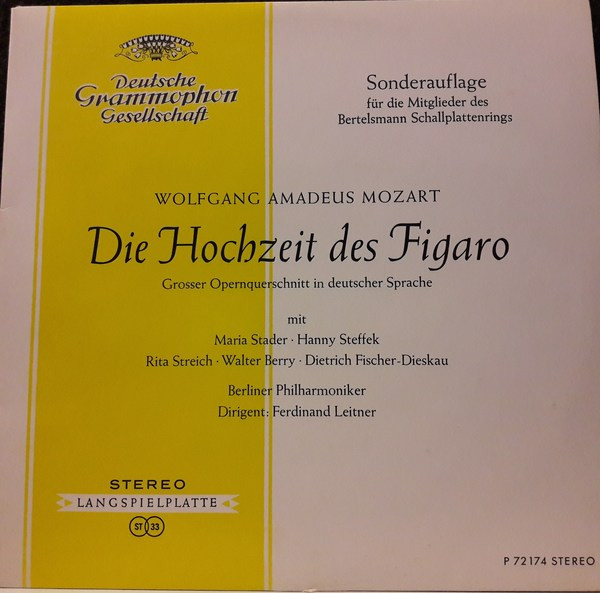 Deutsche
Grammophon
Gesellschaft
Sonderauflage
für die Mitglieder des
Bertelsmann Schallplattenrings
WOLFGANG AMADEUS MOZART
Die Hochzeit des Figaro
Grosser Opernquerschnitt in deutscher Sprache
mit
Maria Stader · Hanny Steffek
Rita Streich · Walter Berry · Dietrich Fischer-Dieskau
Berliner Philharmoniker
Dirigent: Ferdinand Leitner
STEREO
LANGSPIELPLATTE
ST 33
P 72174 STEREO